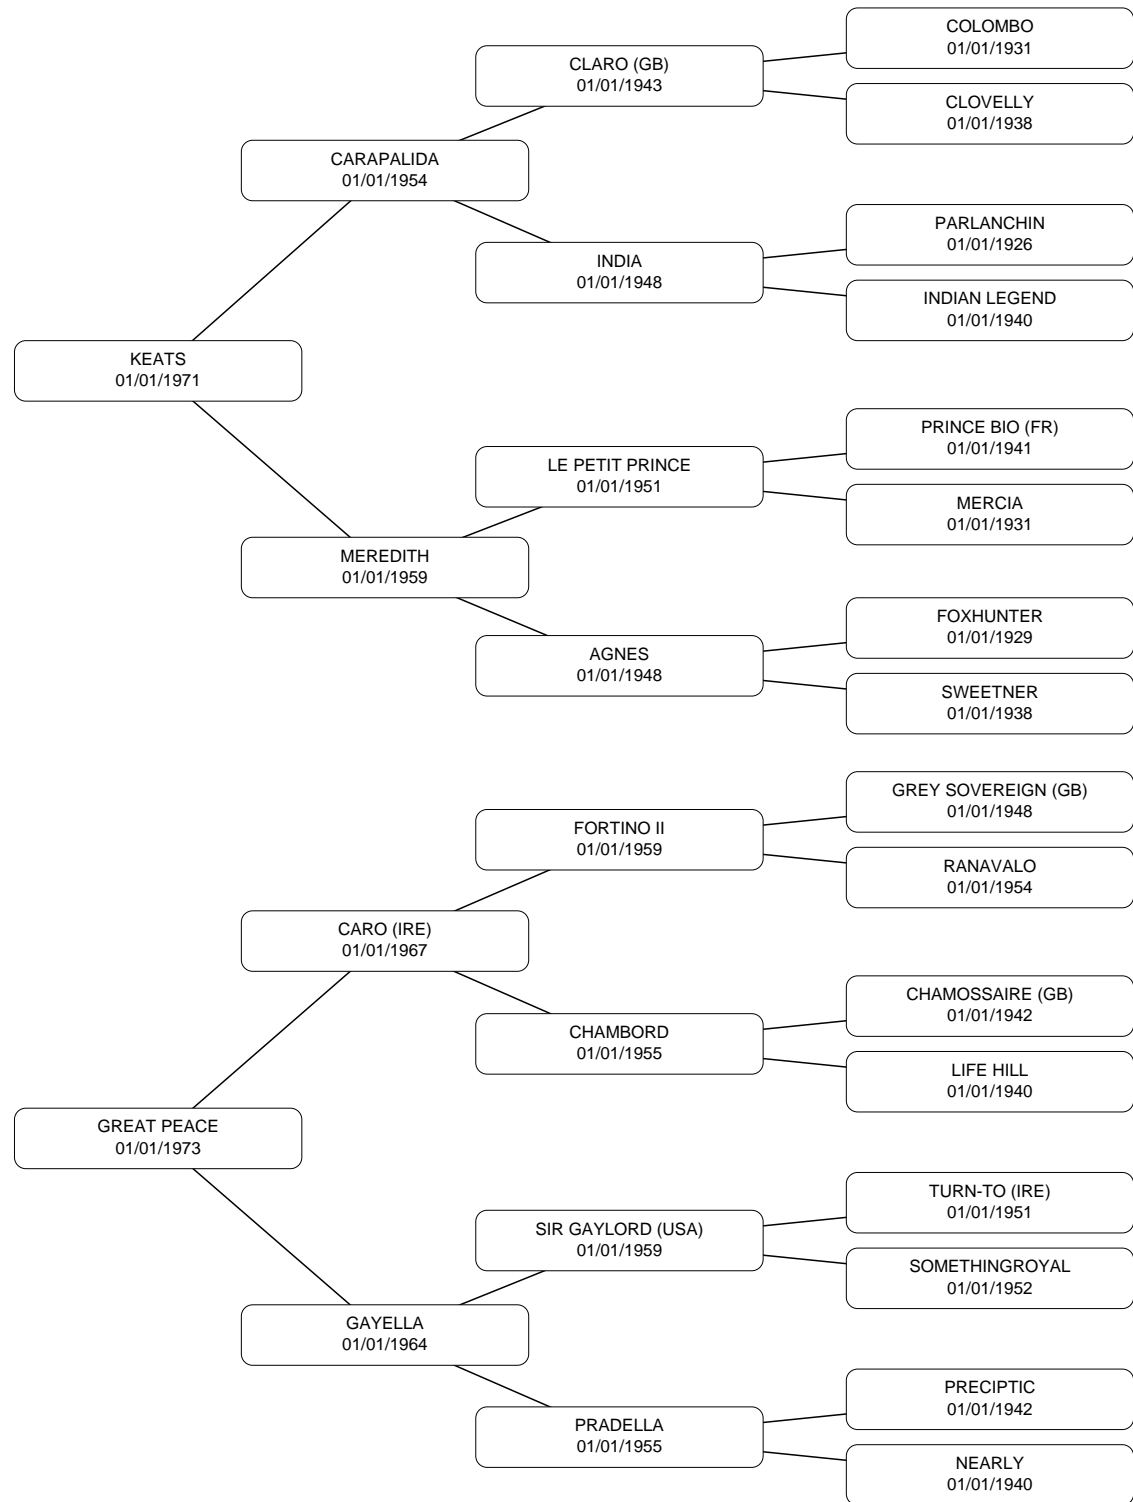 COLOMBO
01/01/1931
CLARO (GB)
01/01/1943
CLOVELLY
01/01/1938
CARAPALIDA
01/01/1954
PARLANCHIN
01/01/1926
INDIA
01/01/1948
INDIAN LEGEND
01/01/1940
KEATS
01/01/1971
PRINCE BIO (FR)
01/01/1941
LE PETIT PRINCE
01/01/1951
MERCIA
01/01/1931
MEREDITH
01/01/1959
FOXHUNTER
01/01/1929
AGNES
01/01/1948
SWEETNER
01/01/1938
GREY SOVEREIGN (GB)
01/01/1948
FORTINO II
01/01/1959
RANAVALO
01/01/1954
CARO (IRE)
01/01/1967
CHAMOSSAIRE (GB)
01/01/1942
CHAMBORD
01/01/1955
LIFE HILL
01/01/1940
GREAT PEACE
01/01/1973
TURN-TO (IRE)
01/01/1951
SIR GAYLORD (USA)
01/01/1959
SOMETHINGROYAL
01/01/1952
GAYELLA
01/01/1964
PRECIPTIC
01/01/1942
PRADELLA
01/01/1955
NEARLY
01/01/1940